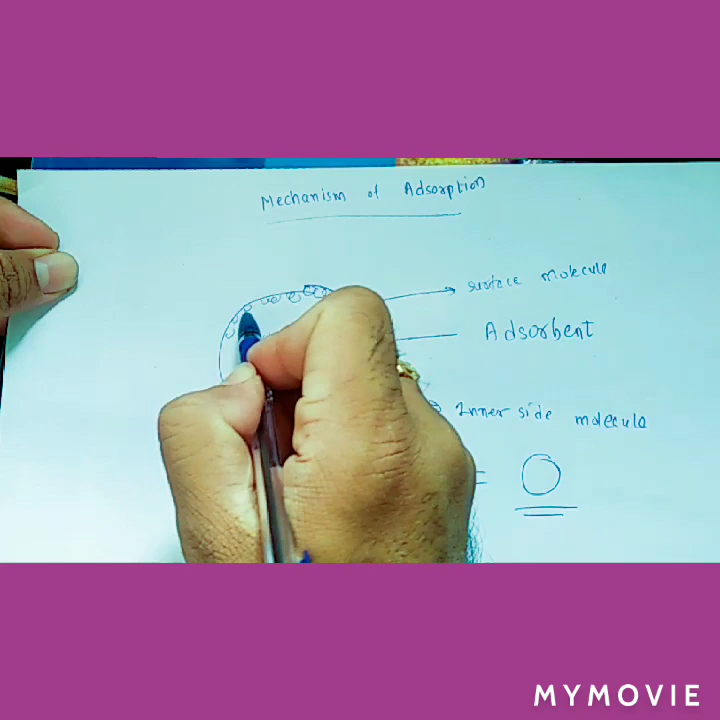 Mechanism of Adsorption
surface molecule
Adsorbent
Inner side molecule
=
MYMOVIE